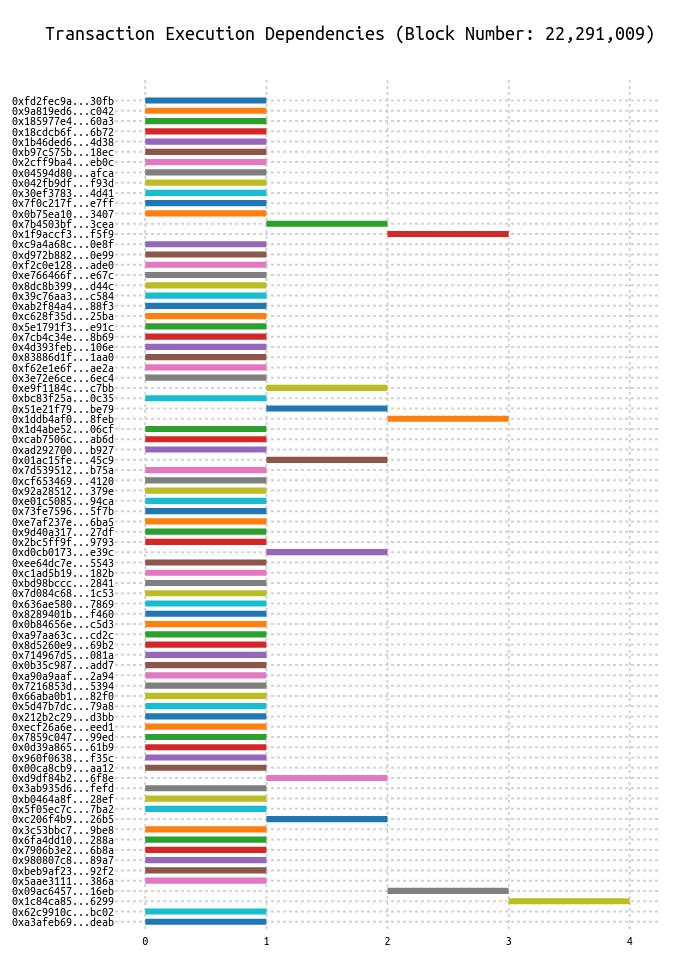 Transaction Execution Dependencies (Block Number: 22,291,009)
0xfd2fec9a...30fb
0x9a819ed6...c042
0x185977e4...60a3
0x18cdcb6f...6b72
0x1b46ded6...4d38
0xb97c575b...18ec
0x2cff9ba4...eb0c
0x04594d80...afca
0x042fb9df...f93d
0x30ef3783...4d41
0x7f0c217f...e7ff
0x0b75ea10...3407
0x7b4503bf...3cea
0x1f9accf3...f5f9
0xc9a4a68c...0e8f
0xd972b882...0e99
0xf2c0e128...ade0
0xe766466f...e67c
0x8dc8b399...d44c
0x39c76aa3...c584
0xab2f84a4...88f3
0xc628f35d...25ba
0x5e1791f3...e91c
0x7cb4c34e...8b69
0x4d393feb...106e
0x83886d1f...1aa0
0xf62e1e6f...ae2a
0x3e72e6ce...6ec4
0xe9f1184c...c7bb
0xbc83f25a...0c35
0x51e21f79...be79
0x1ddb4af0...8feb
0x1d4abe52...06cf
0xcab7506c...ab6d
0xad292700...b927
0x01ac15fe...45c9
0x7d539512...b75a
0xcf653469...4120
0x92a28512...379e
0xe01c5085...94ca
0x73fe7596...5f7b
0xe7af237e...6ba5
0x9d40a317...27df
0x2bc5ff9f...9793
0xd0cb0173...e39c
0xee64dc7e...5543
0xc1ad5b19...182b
0xbd98bccc...2841
0x7d084c68...1c53
0x636ae580...7869
0x8289401b...f460
0x0b84656e...c5d3
0xa97aa63c...cd2c
0x8d5260e9...69b2
0x714967d5...081a
0x0b35c987...add7
0xa90a9aaf...2a94
0x7216853d...5394
0x66aba0b1...82f0
0x5d47b7dc...79a8
0x212b2c29...d3bb
0xecf26a6e...eed1
0x7859c047...99ed
0x0d39a865...61b9
0x960f0638...f35c
0x00ca8cb9...aa12
0xd9df84b2...6f8e
0x3ab935d6...fefd
0xb0464a8f...28ef
0x5f05ec7c...7ba2
0xc206f4b9...26b5
0x3c53bbc7...9be8
0x6fa4dd10...288a
0x7906b3e2...6b8a
0x980807c8...89a7
0xbeb9af23...92f2
0x5aae3111...386a
0x09ac6457...16eb
0x1c84ca85...6299
0x62c9910c...bc02
0xa3afeb69...deab
0 1 2 3 4